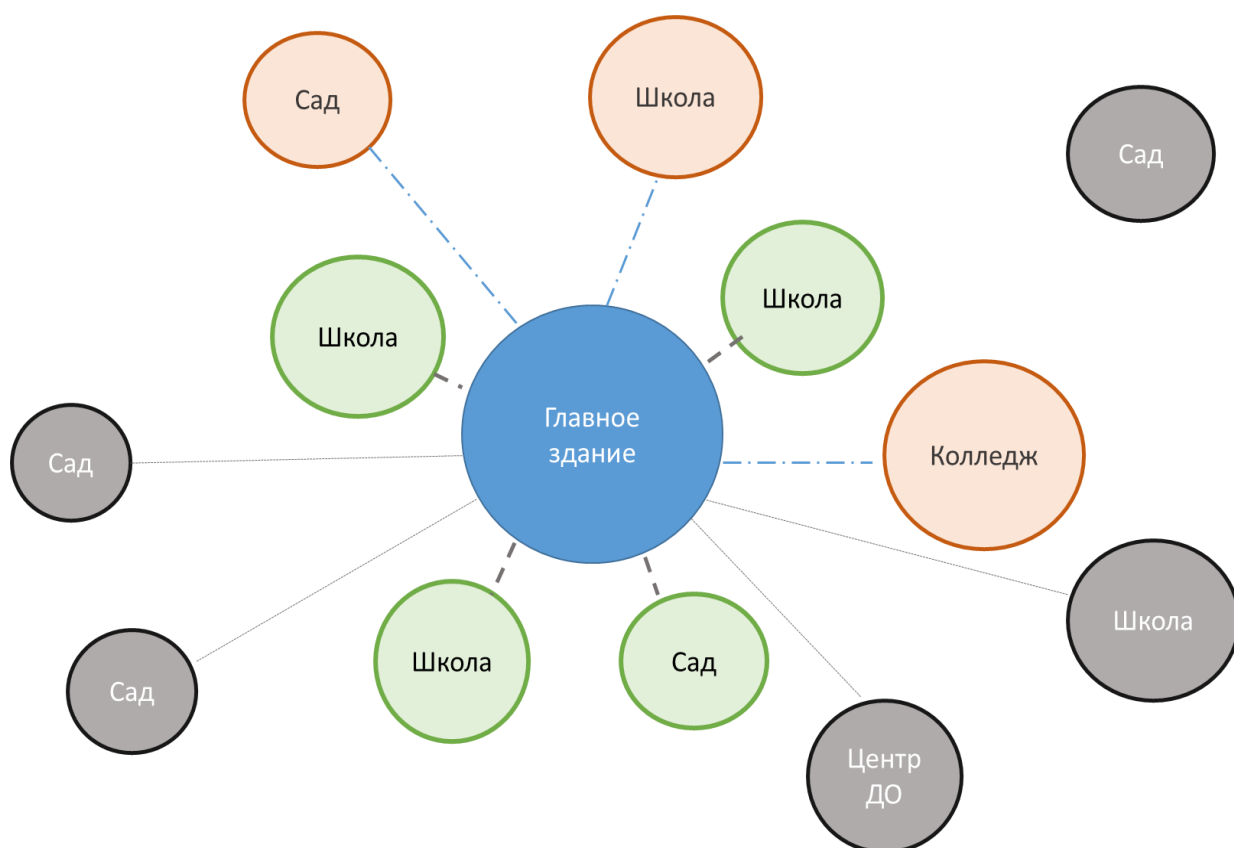 Сад
Школа
Сад
Школа
Школа
Главное
здание
Колледж
Сад
Школа
Школа
Сад
Сад
Центр
ДО